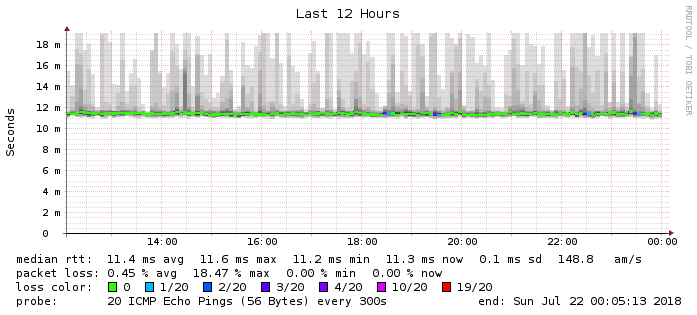 Last 12 Hours
RRDTOOL / TOBI OETIKER
Seconds
18 m
16 m
14 m
12 m
10 m
8 m
6 m
4 m
2 m
0
14:00 16:00 18:00 20:00 22:00 00:00
median rtt: 11.4 ms avg 11.6 ms max 11.2 ms min 11.3 ms now 0.1 ms sd 148.8 am/s
packet loss: 0.45 % avg 18.47 % max 0.00 % min 0.00 % now
loss color: 0 1/20 2/20 3/20 4/20 10/20 19/20
probe: 20 ICMP Echo Pings (56 Bytes) every 300s end: Sun Jul 22 00:05:13 2018